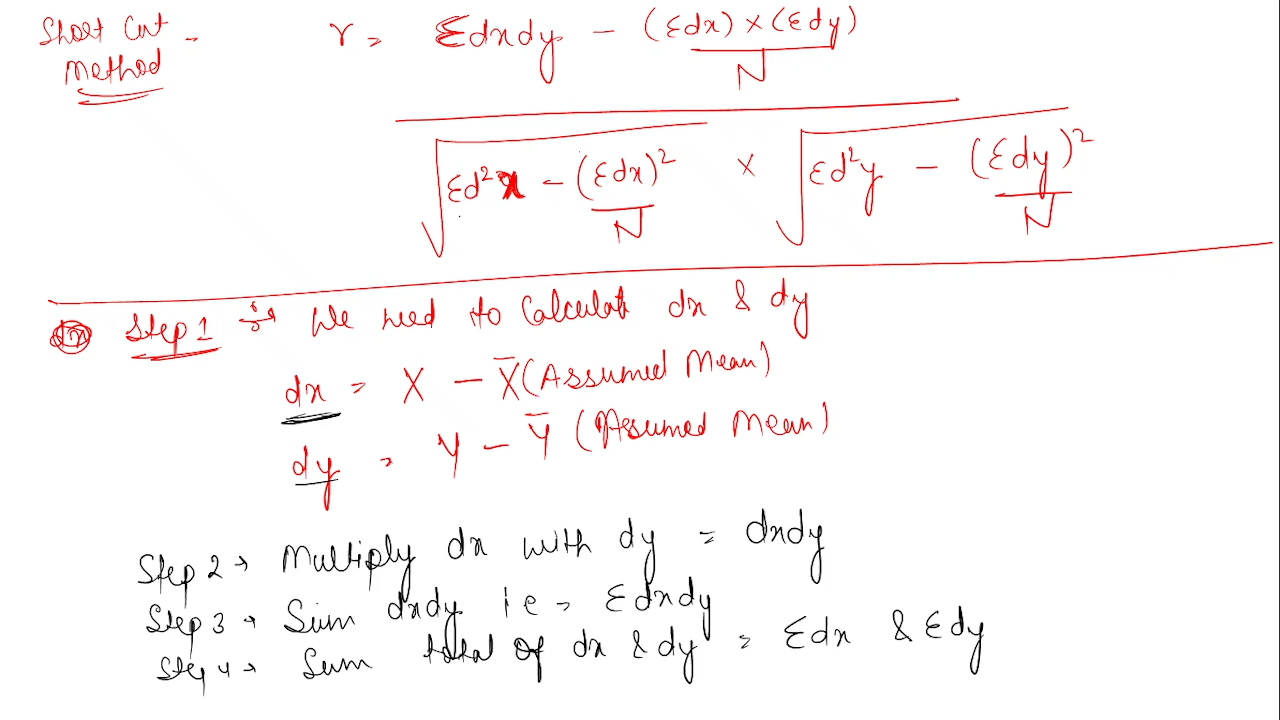 Short Cut Method - r = Σdxdy - (Σdx) × (Σdy) / N
√Σd²x - (Σdx)² / N × √Σd²y - (Σdy)² / N
Step 1 → We need to Calculate dx & dy
dx = X - X̄ (Assumed Mean)
dy = Y - Ȳ (Assumed Mean)
Step 2 → Multiply dx with dy = dxdy
Step 3 → Sum dxdy i e = Σdxdy
Step 4 → Sum total of dx & dy = Σdx & Σdy